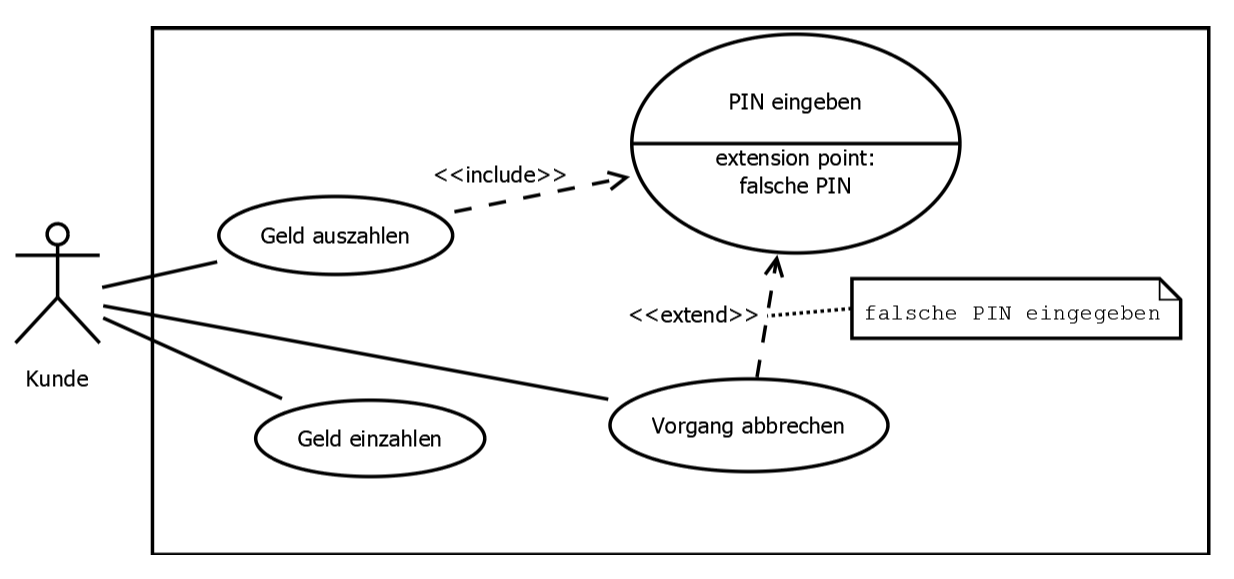 PIN eingeben
extension point:
falsche PIN
<<include>>
Geld auszahlen
<<extend>>
falsche PIN eingegeben
Kunde
Vorgang abbrechen
Geld einzahlen